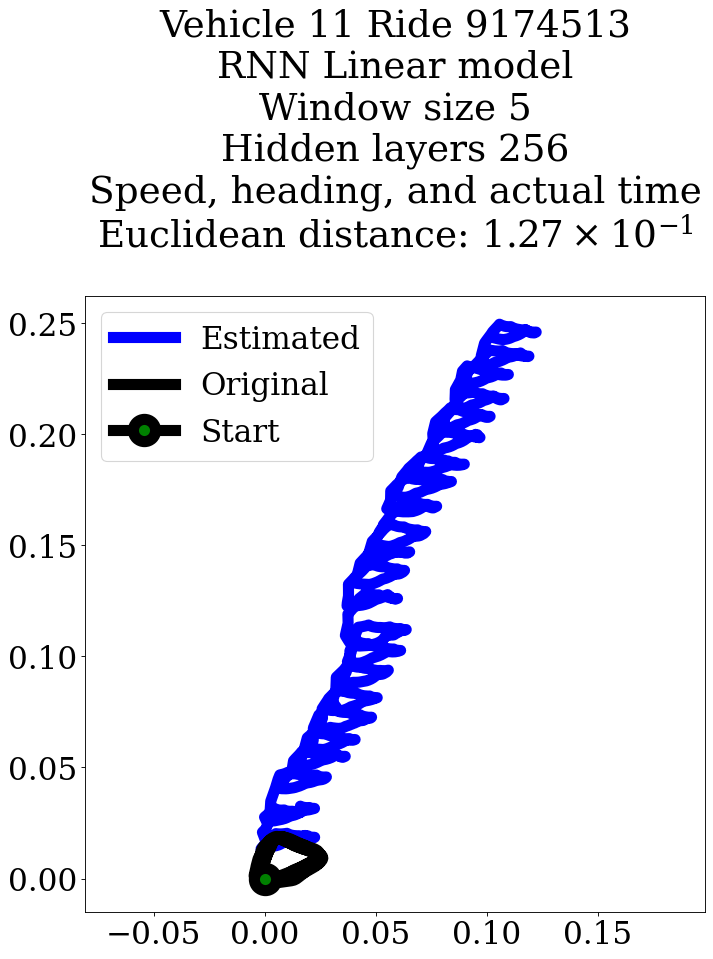 Vehicle 11 Ride 9174513
RNN Linear model
Window size 5
Hidden layers 256
Speed, heading, and actual time
Euclidean distance: 1.27 × 10⁻¹
Estimated
Original
Start
0.25
0.20
0.15
0.10
0.05
0.00
−0.05 0.00 0.05 0.10 0.15